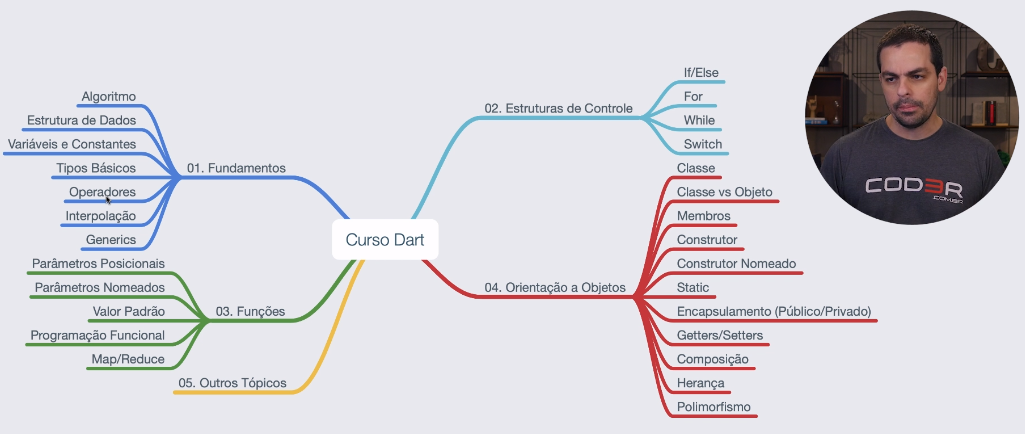 Curso Dart
01. Fundamentos
Algoritmo
Estrutura de Dados
Variáveis e Constantes
Tipos Básicos
Operadores
Interpolação
Generics
02. Estruturas de Controle
If/Else
For
While
Switch
03. Funções
Parâmetros Posicionais
Parâmetros Nomeados
Valor Padrão
Programação Funcional
Map/Reduce
04. Orientação a Objetos
Classe
Classe vs Objeto
Membros
Construtor
Construtor Nomeado
Static
Encapsulamento (Público/Privado)
Getters/Setters
Composição
Herança
Polimorfismo
05. Outros Tópicos
COD3R
.COM.BR